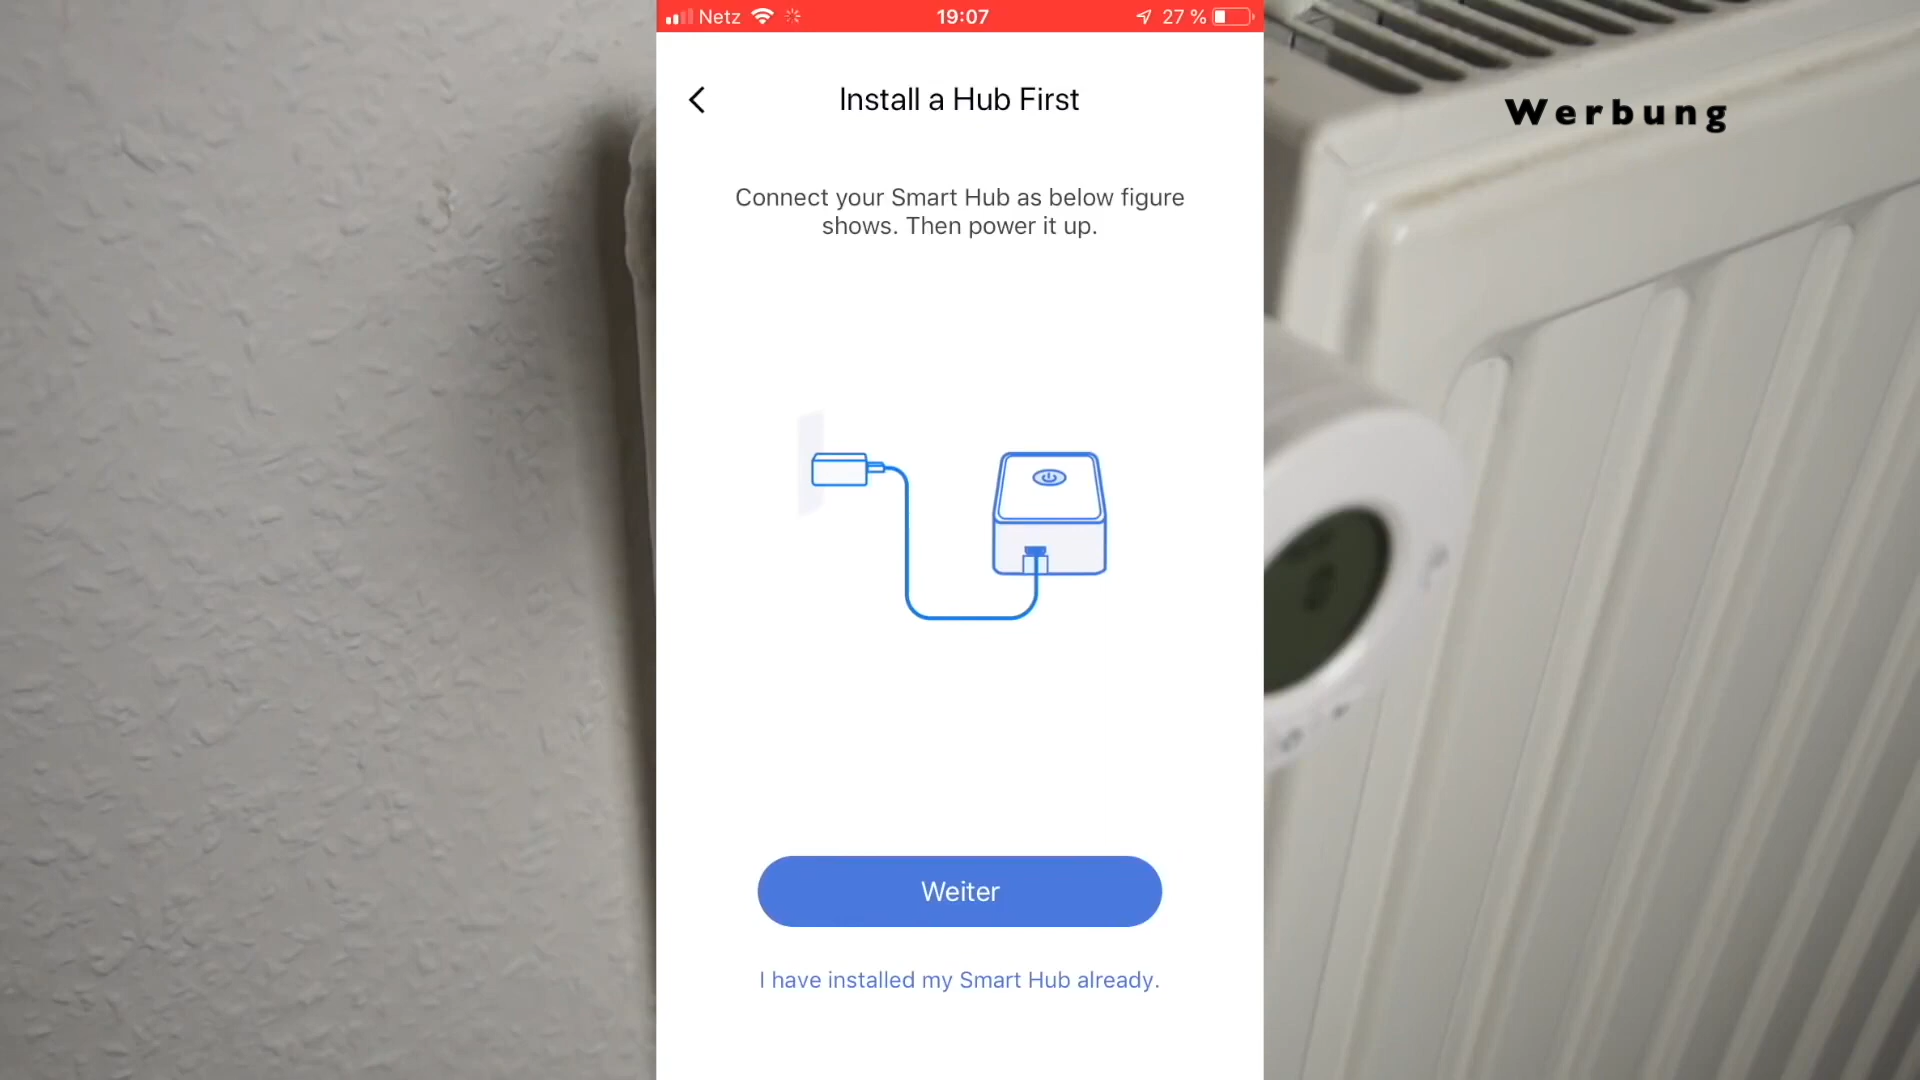 Netz 19:07 27 %
Install a Hub First
Werbung
Connect your Smart Hub as below figure
shows. Then power it up.
Weiter
I have installed my Smart Hub already.